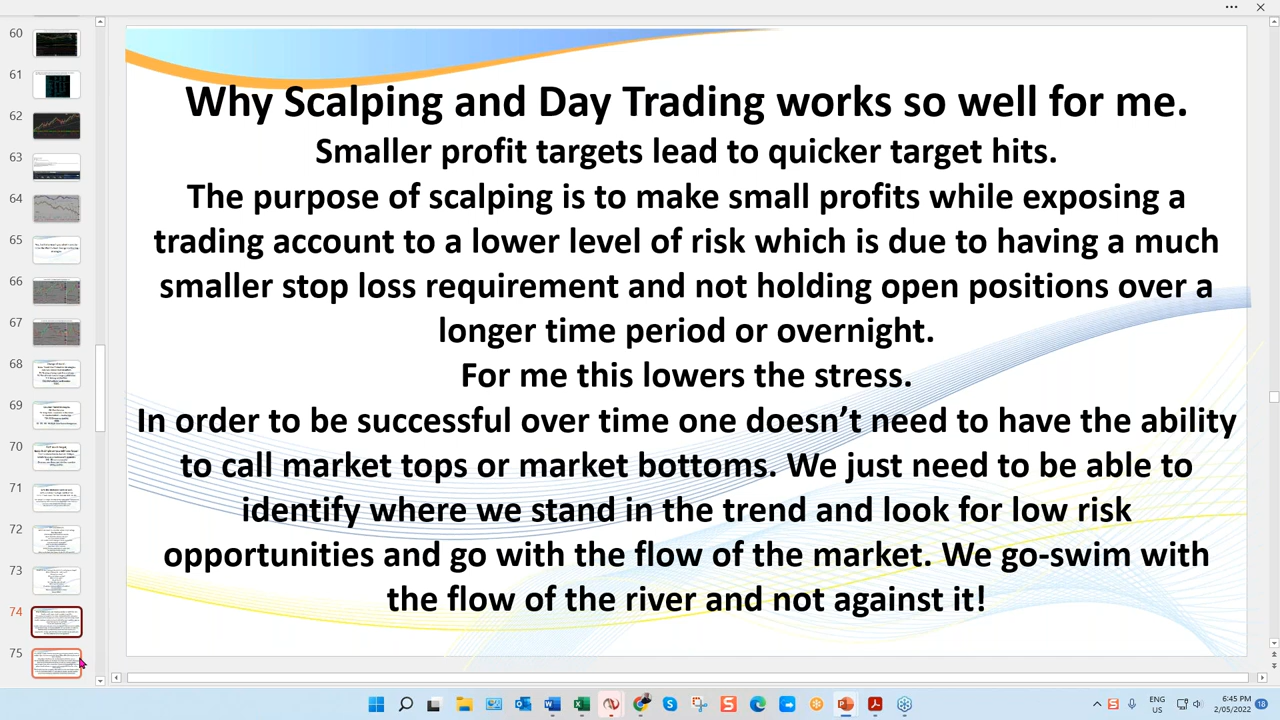 60
61
62
63
64
65
66
67
68
69
70
71
72
73
74
75
Why Scalping and Day Trading works so well for me.
Smaller profit targets lead to quicker target hits.
The purpose of scalping is to make small profits while exposing a
trading account to a lower level of risk which is due to having a much
smaller stop loss requirement and not holding open positions over a
longer time period or overnight.
For me this lowers the stress.
In order to be successful over time one doesn’t need to have the ability
to call market tops or market bottoms. We just need to be able to
identify where we stand in the trend and look for low risk
opportunities and go with the flow of the market. We go-swim with
the flow of the river and not against it!
ENG
US
6:45 PM
2/05/2022
18